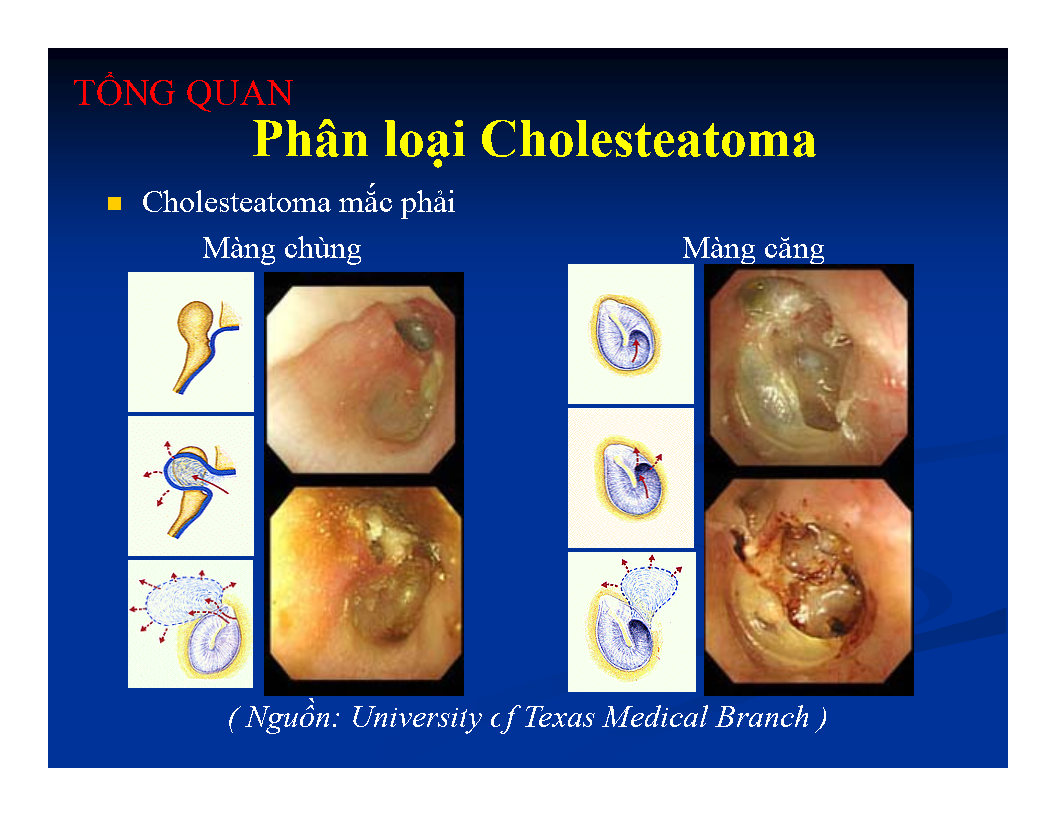 TỔNG QUAN
Phân loại Cholesteatoma
Cholesteatoma mắc phải
Màng chùng Màng căng
( Nguồn: University of Texas Medical Branch )